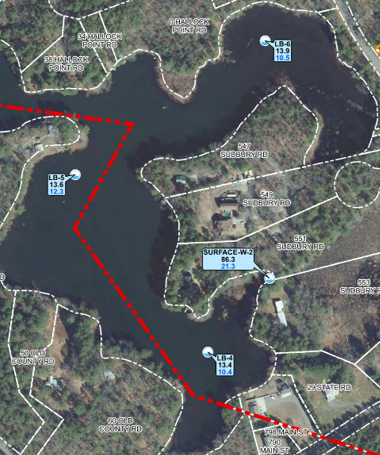 0 HALLOCK
POINT RD
34 HALLOCK
POINT RD
38 HALLOCK
POINT RD
LB-6
13.9
10.5
547
SUDBURY RD
LB-5
13.6
12.3
549
SUDBURY RD
551
SUDBURY RD
SURFACE-W-2
86.3
21.3
553
SUDBURY R
D
50 OLD
COUNTY RD
LB-4
13.4
10.4
29 STATE RD
60 OLD
COUNTY RD
798 MAIN ST
MAIN ST